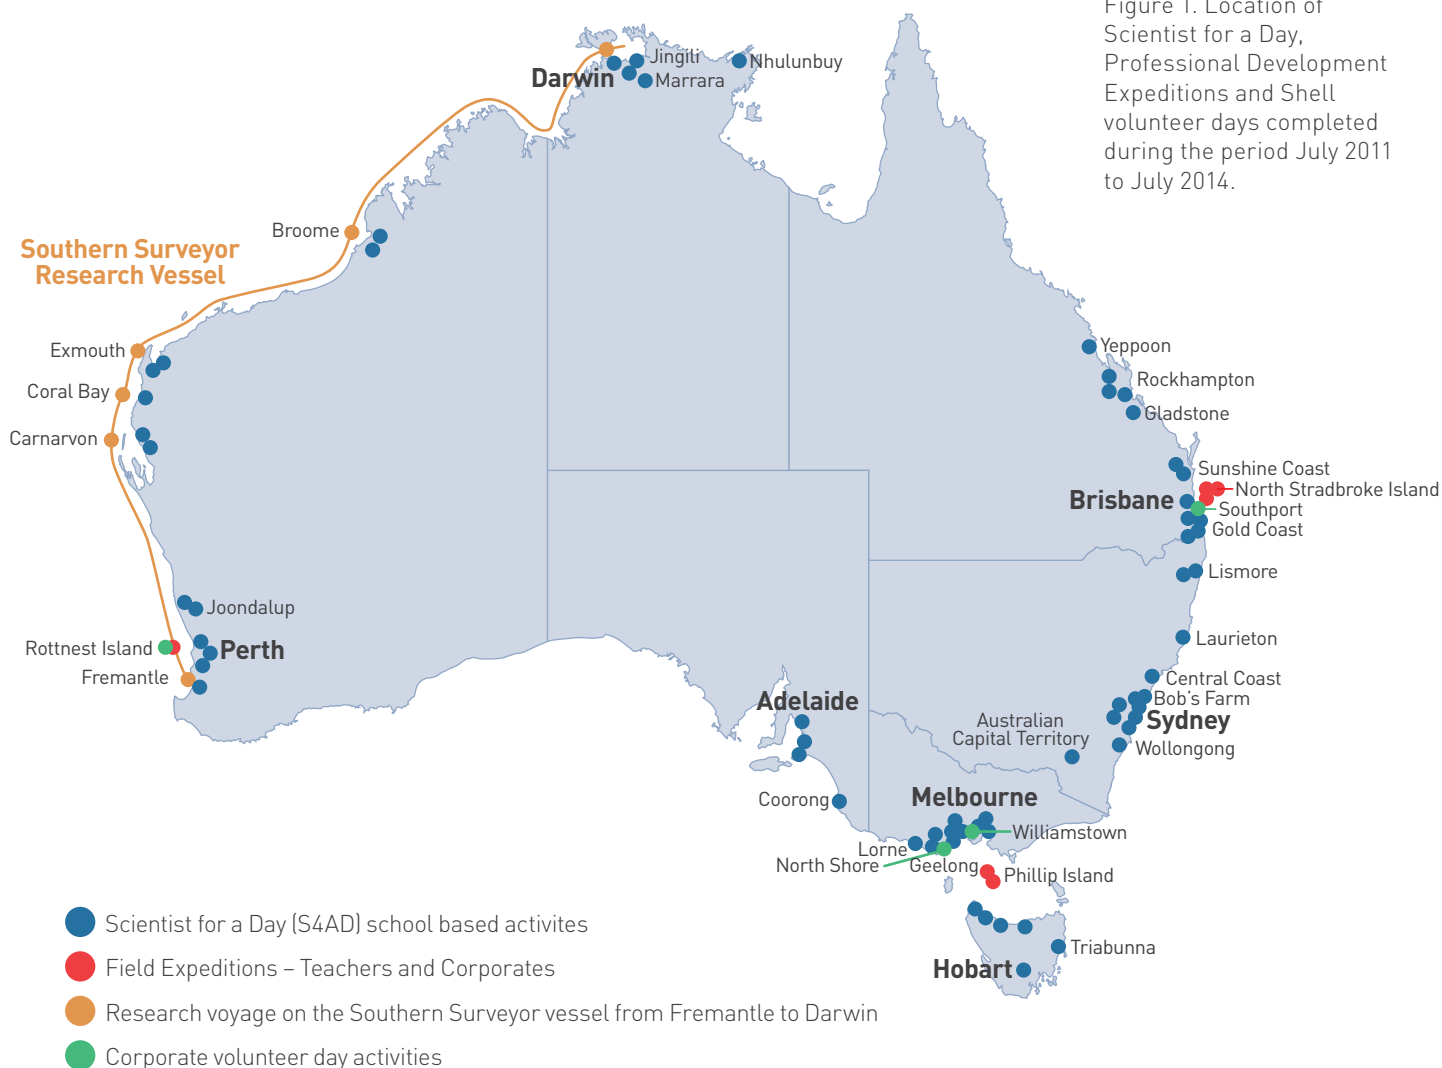 Figure 1. Location of
Scientist for a Day,
Professional Development
Expeditions and Shell
volunteer days completed
during the period July 2011
to July 2014.
Jingili
Nhulunbuy
Darwin
Marrara
Broome
Southern Surveyor
Research Vessel
Exmouth
Yeppoon
Rockhampton
Coral Bay
Gladstone
Carnarvon
Sunshine Coast
North Stradbroke Island
Brisbane
Southport
Gold Coast
Lismore
Joondalup
Laurieton
Rottnest Island
Perth
Fremantle
Central Coast
Adelaide
Bob's Farm
Australian
Capital Territory
Sydney
Wollongong
Coorong
Melbourne
Williamstown
Lorne
North Shore
Geelong
Phillip Island
Triabunna
Hobart
Scientist for a Day (S4AD) school based activites
Field Expeditions – Teachers and Corporates
Research voyage on the Southern Surveyor vessel from Fremantle to Darwin
Corporate volunteer day activities